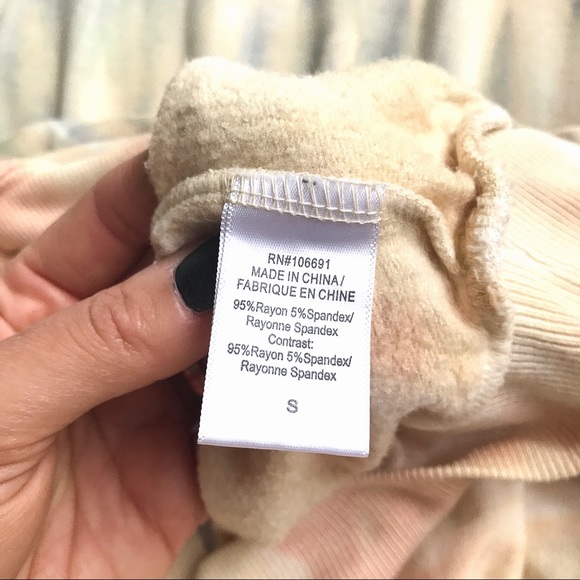 RN#106691
MADE IN CHINA/
FABRIQUE EN CHINE
95%Rayon 5%Spandex/
Rayonne Spandex
Contrast:
95%Rayon 5%Spandex/
Rayonne Spandex
S